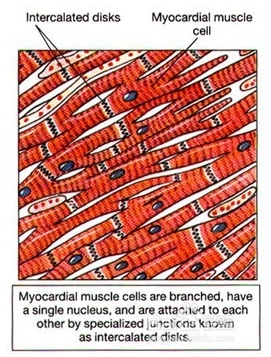 Intercalated disks
Myocardial muscle
cell
Myocardial muscle cells are branched, have
a single nucleus, and are attached to each
other by specialized junctions known
as intercalated disks.